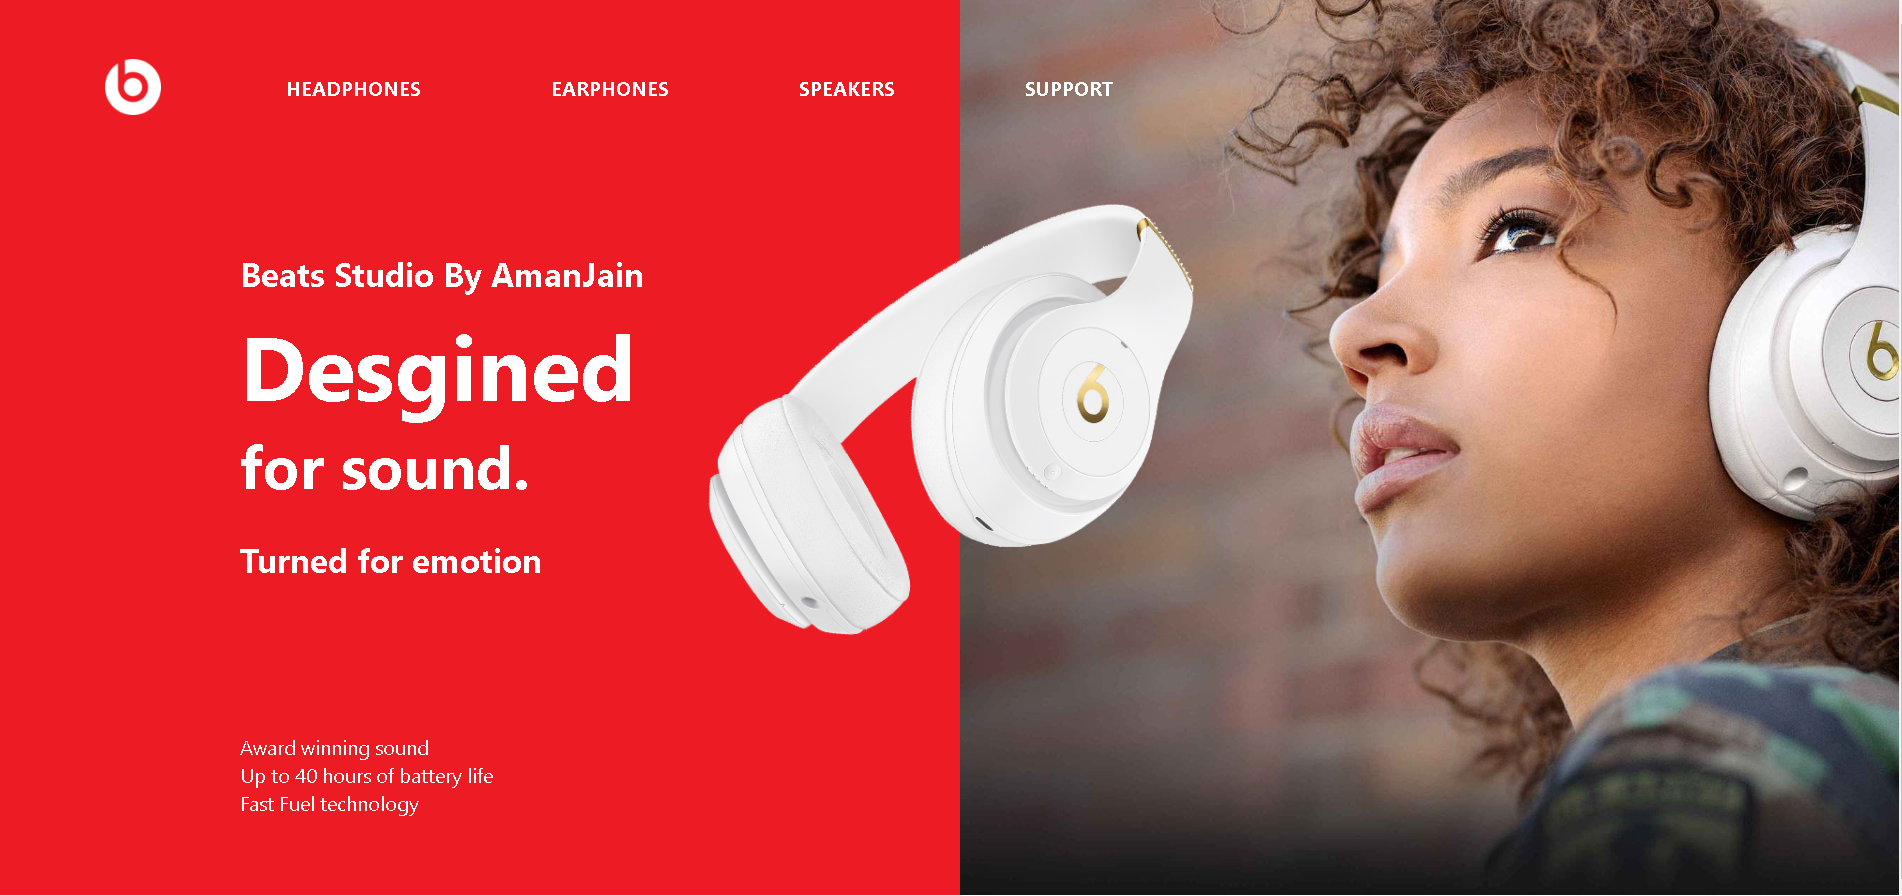 HEADPHONES EARPHONES SPEAKERS SUPPORT
Beats Studio By AmanJain
Desgined
for sound.
Turned for emotion
Award winning sound
Up to 40 hours of battery life
Fast Fuel technology